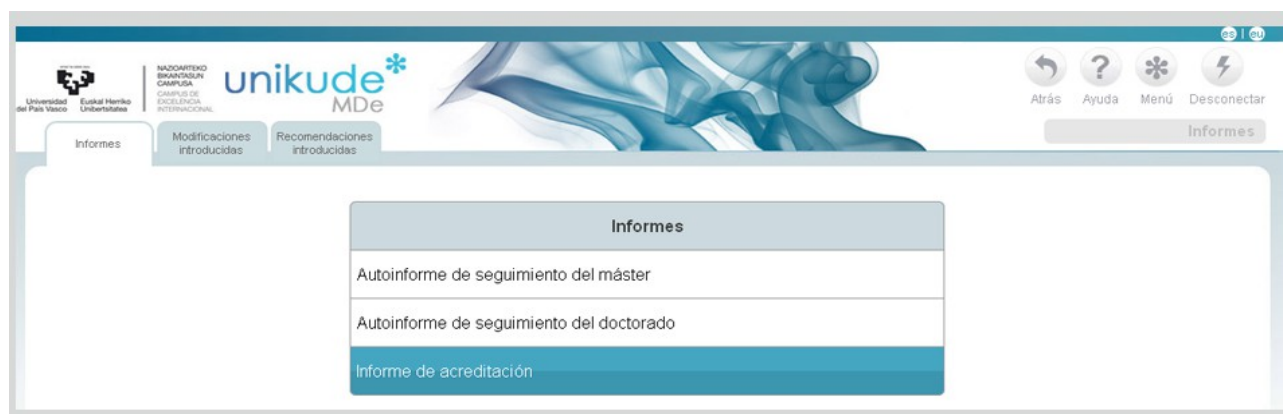 es | eu
Universidad
del País Vasco
Euskal Herriko
Unibertsitatea
NAZIOARTEKO
BIKAINTASUN
CAMPUSA
CAMPUS DE
EXCELENCIA
INTERNACIONAL
unikude*
MDe
Atrás
Ayuda
Menú
Desconectar
Informes
Informes
Modificaciones
introducidas
Recomendaciones
introducidas
Informes
Autoinforme de seguimiento del máster
Autoinforme de seguimiento del doctorado
Informe de acreditación